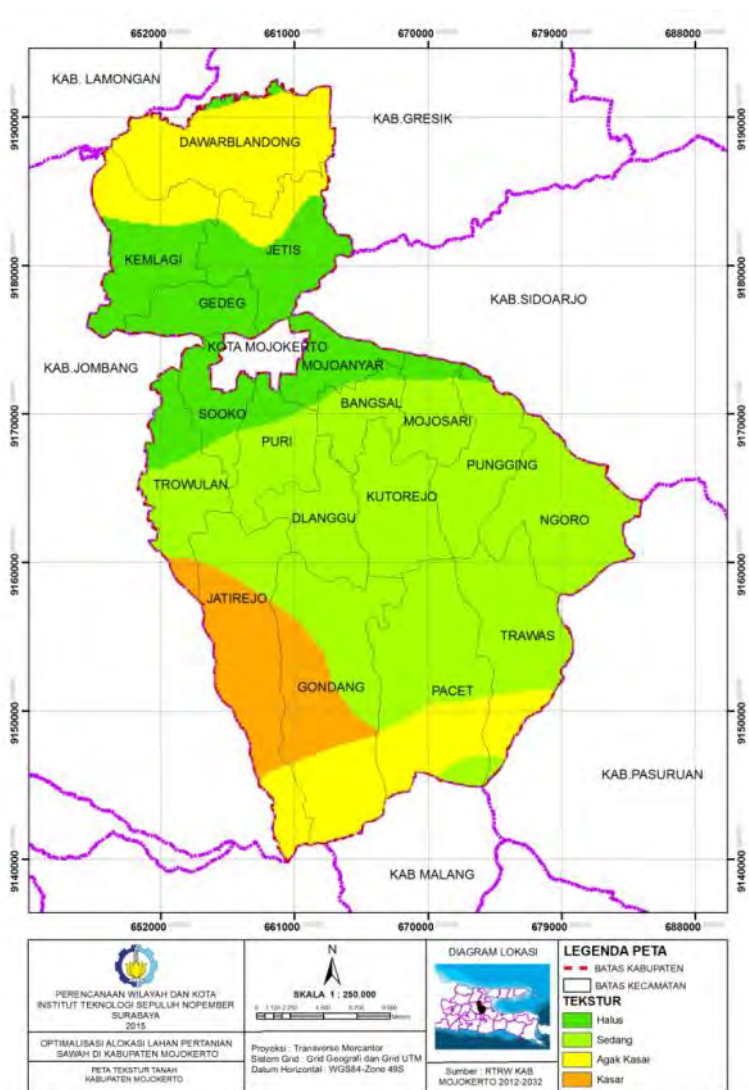 652000 661000 670000 679000 688000
KAB. LAMONGAN
KAB.GRESIK
9190000 9190000
DAWARBLANDONG
KEMLAGI
JETIS
9180000 9180000
GEDEG
KAB.SIDOARJO
KOTA MOJOKERTO
KAB.JOMBANG
MOJOANYAR
BANGSAL
SOOKO
MOJOSARI
9170000 9170000
PURI
PUNGGING
TROWULAN
KUTOREJO
DLANGGU
NGORO
9160000 9160000
JATIREJO
TRAWAS
GONDANG
PACET
9150000 9150000
KAB.PASURUAN
KAB MALANG
9140000 9140000
652000 661000 670000 679000 688000
PERENCANAAN WILAYAH DAN KOTA
INSTITUT TEKNOLOGI SEPULUH NOPEMBER
SURABAYA
2015
OPTIMALISASI ALOKASI LAHAN PERTANIAN
SAWAH DI KABUPATEN MOJOKERTO
PETA TEKSTUR TANAH
KABUPATEN MOJOKERTO
N
SKALA 1 : 250.000
Proyeksi : Transverse Mercantor
Sistem Grid : Grid Geografi dan Grid UTM
Datum Horizontal : WGS84-Zone 49S
DIAGRAM LOKASI
Sumber : RTRW KAB
MOJOKERTO 2012-2032
LEGENDA PETA
BATAS KABUPATEN
BATAS KECAMATAN
TEKSTUR
Halus
Sedang
Agak Kasar
Kasar